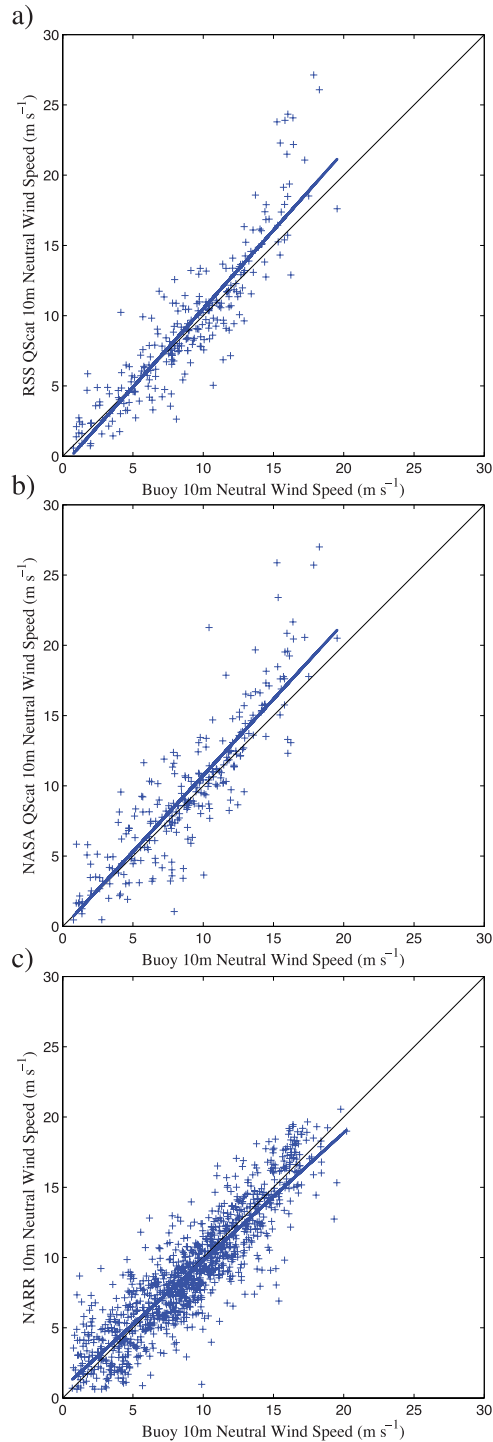 a)
30
25
20
15
10
5
0
RSS QScat 10m Neutral Wind Speed (m s⁻¹)
0 5 10 15 20 25 30
Buoy 10m Neutral Wind Speed (m s⁻¹)
b)
30
25
20
15
10
5
0
NASA QScat 10m Neutral Wind Speed (m s⁻¹)
0 5 10 15 20 25 30
Buoy 10m Neutral Wind Speed (m s⁻¹)
c)
30
25
20
15
10
5
0
NARR 10m Neutral Wind Speed (m s⁻¹)
0 5 10 15 20 25 30
Buoy 10m Neutral Wind Speed (m s⁻¹)